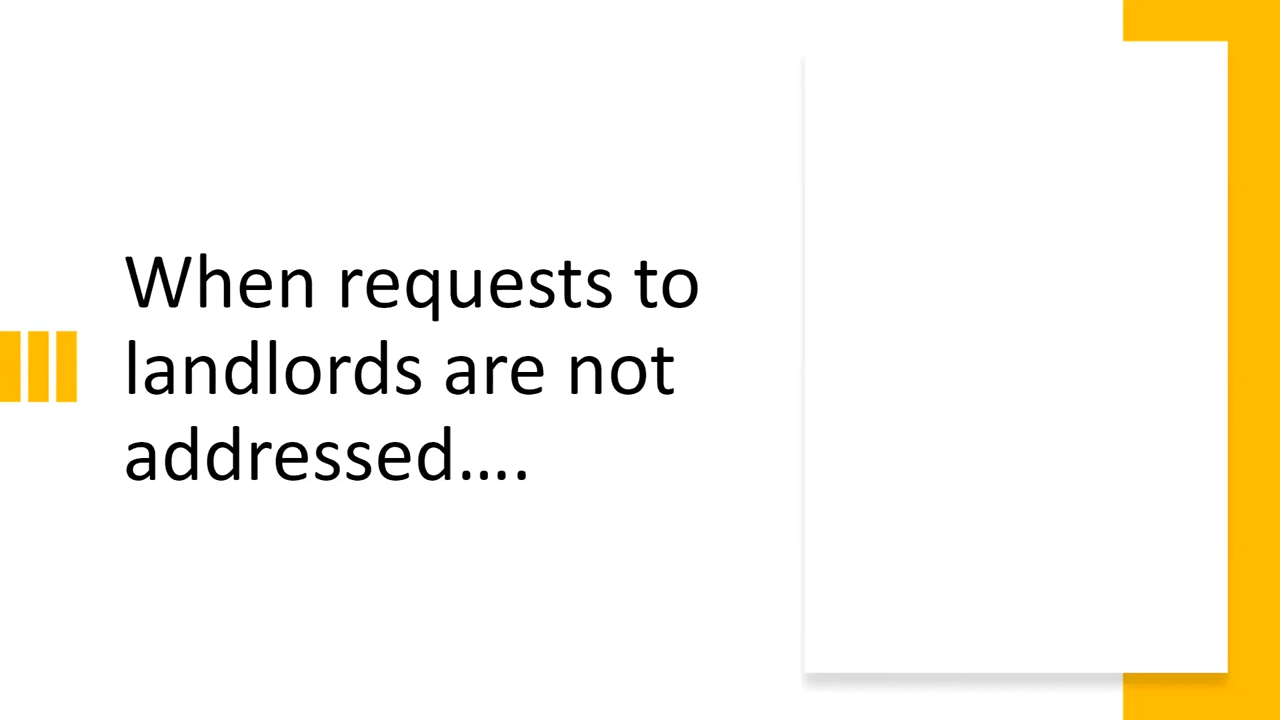 When requests to
landlords are not
addressed….